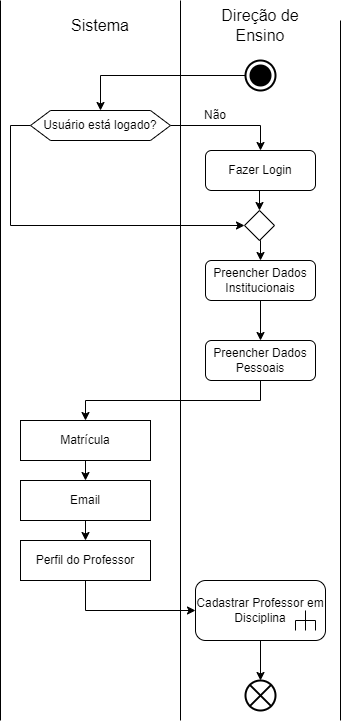 Sistema
Direção de
Ensino
Usuário está logado?
Não
Fazer Login
Preencher Dados
Institucionais
Preencher Dados
Pessoais
Matrícula
Email
Perfil do Professor
Cadastrar Professor em
Disciplina